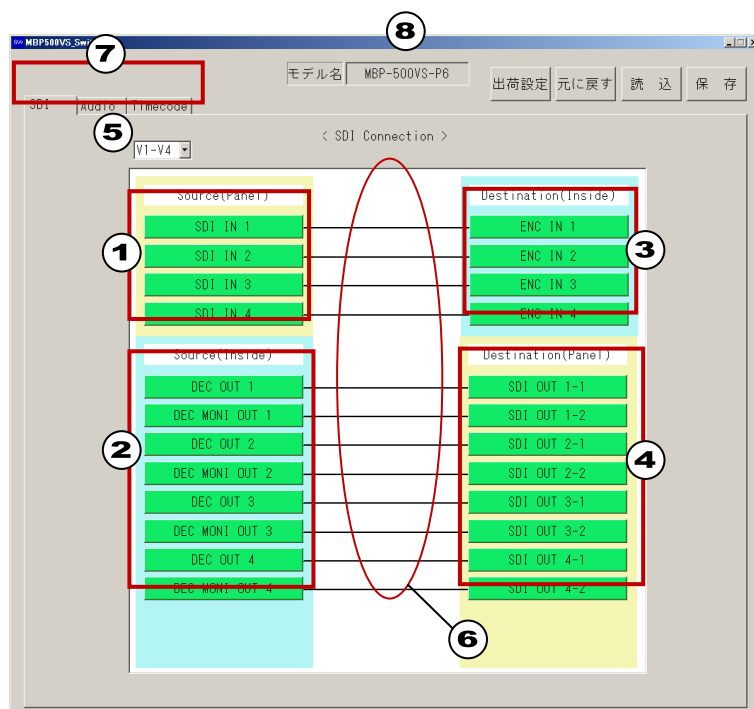 8
MBP500VS_Swi
7
モデル名 MBP-500VS-P6
出荷設定 元に戻す 読 込 保 存
SDI Audio Timecode
5
V1-V4
< SDI Connection >
Source(Panel) Destination(Inside)
1 3
SDI IN 1 ENC IN 1
SDI IN 2 ENC IN 2
SDI IN 3 ENC IN 3
SDI IN 4 ENC IN 4
Source(Inside) Destination(Panel)
2 4
DEC OUT 1 SDI OUT 1-1
DEC MONI OUT 1 SDI OUT 1-2
DEC OUT 2 SDI OUT 2-1
DEC MONI OUT 2 SDI OUT 2-2
DEC OUT 3 SDI OUT 3-1
DEC MONI OUT 3 SDI OUT 3-2
DEC OUT 4 SDI OUT 4-1
DEC MONI OUT 4 SDI OUT 4-2
6